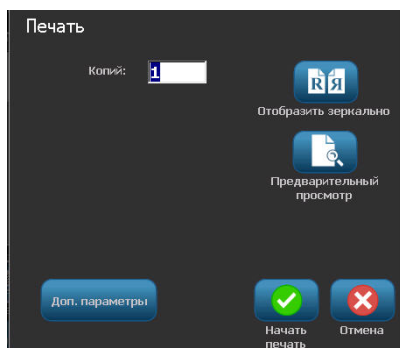 Печать
Копий: 1
R Я
Отобразить зеркально
Предварительный
просмотр
Доп. параметры
Начать
печать
Отмена